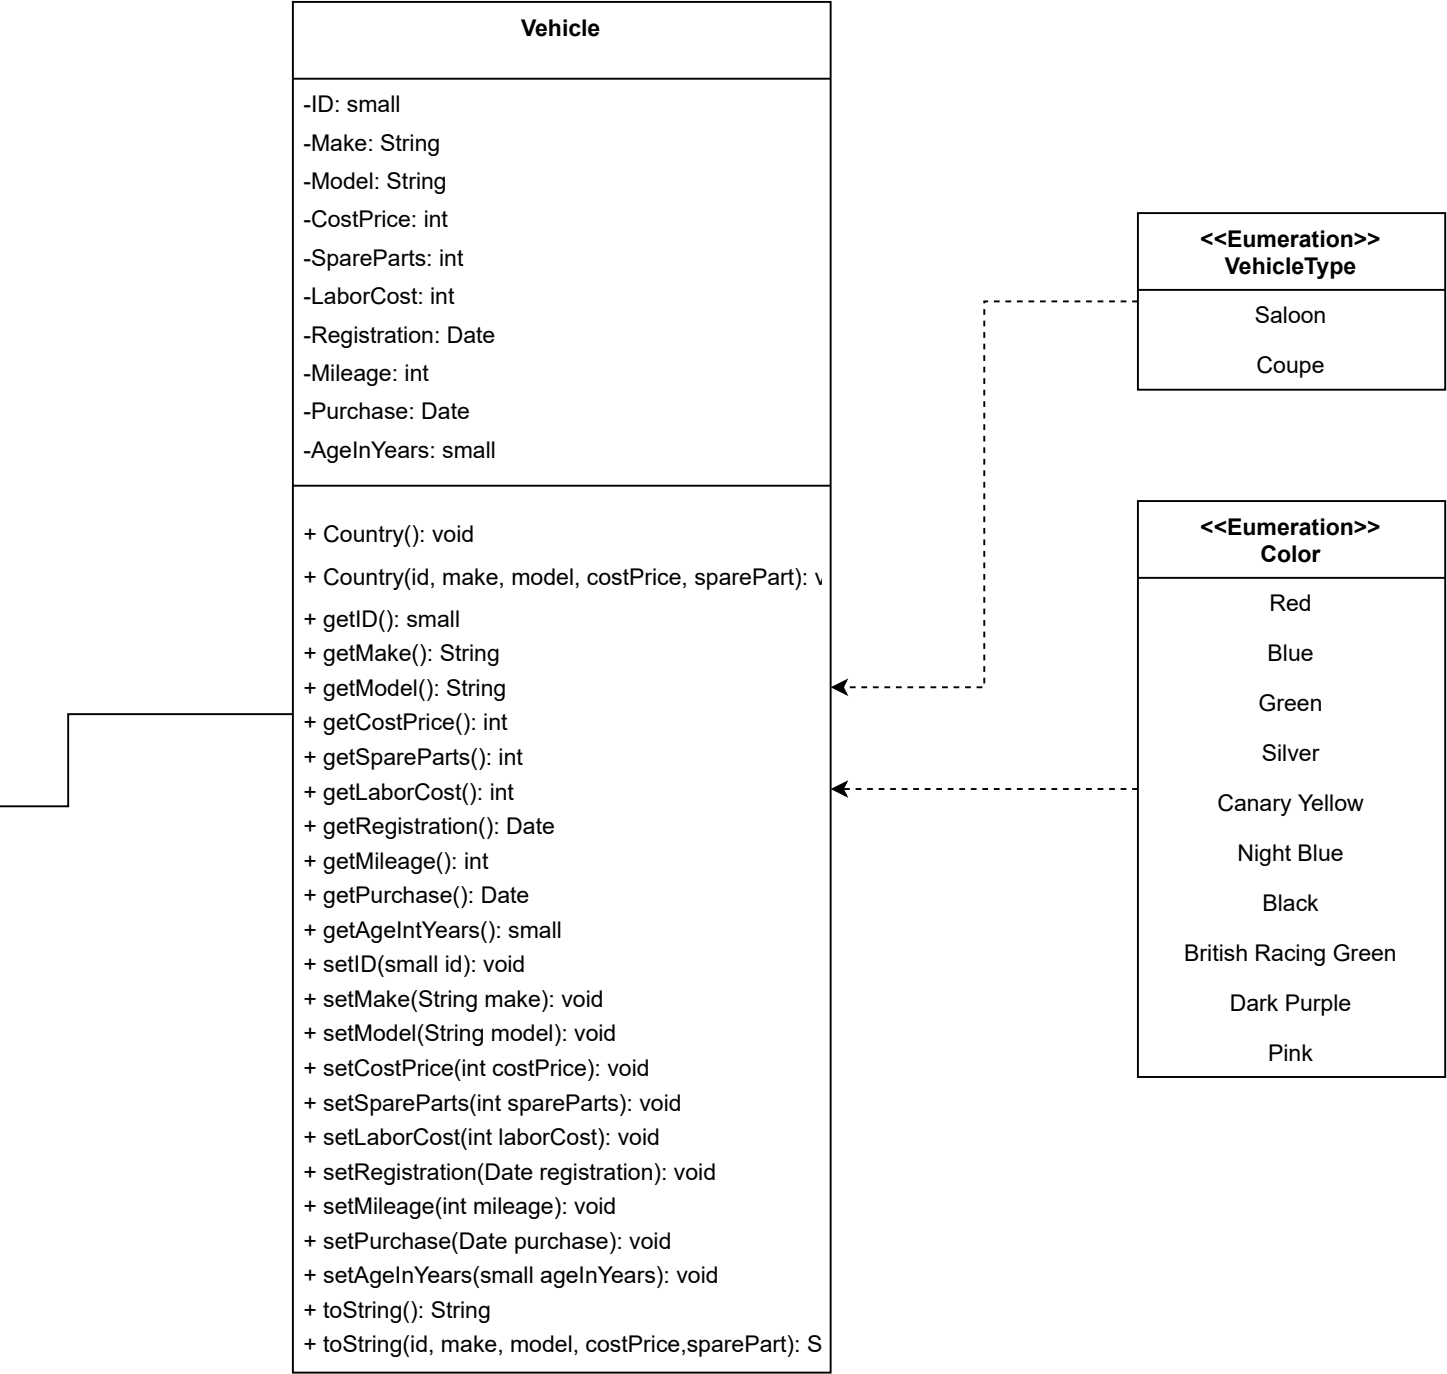 Vehicle
-ID: small
-Make: String
-Model: String
-CostPrice: int
-SpareParts: int
-LaborCost: int
-Registration: Date
-Mileage: int
-Purchase: Date
-AgeInYears: small
+ Country(): void
+ Country(id, make, model, costPrice, sparePart): v
+ getID(): small
+ getMake(): String
+ getModel(): String
+ getCostPrice(): int
+ getSpareParts(): int
+ getLaborCost(): int
+ getRegistration(): Date
+ getMileage(): int
+ getPurchase(): Date
+ getAgeIntYears(): small
+ setID(small id): void
+ setMake(String make): void
+ setModel(String model): void
+ setCostPrice(int costPrice): void
+ setSpareParts(int spareParts): void
+ setLaborCost(int laborCost): void
+ setRegistration(Date registration): void
+ setMileage(int mileage): void
+ setPurchase(Date purchase): void
+ setAgeInYears(small ageInYears): void
+ toString(): String
+ toString(id, make, model, costPrice,sparePart): S
<<Eumeration>>
VehicleType
Saloon
Coupe
<<Eumeration>>
Color
Red
Blue
Green
Silver
Canary Yellow
Night Blue
Black
British Racing Green
Dark Purple
Pink